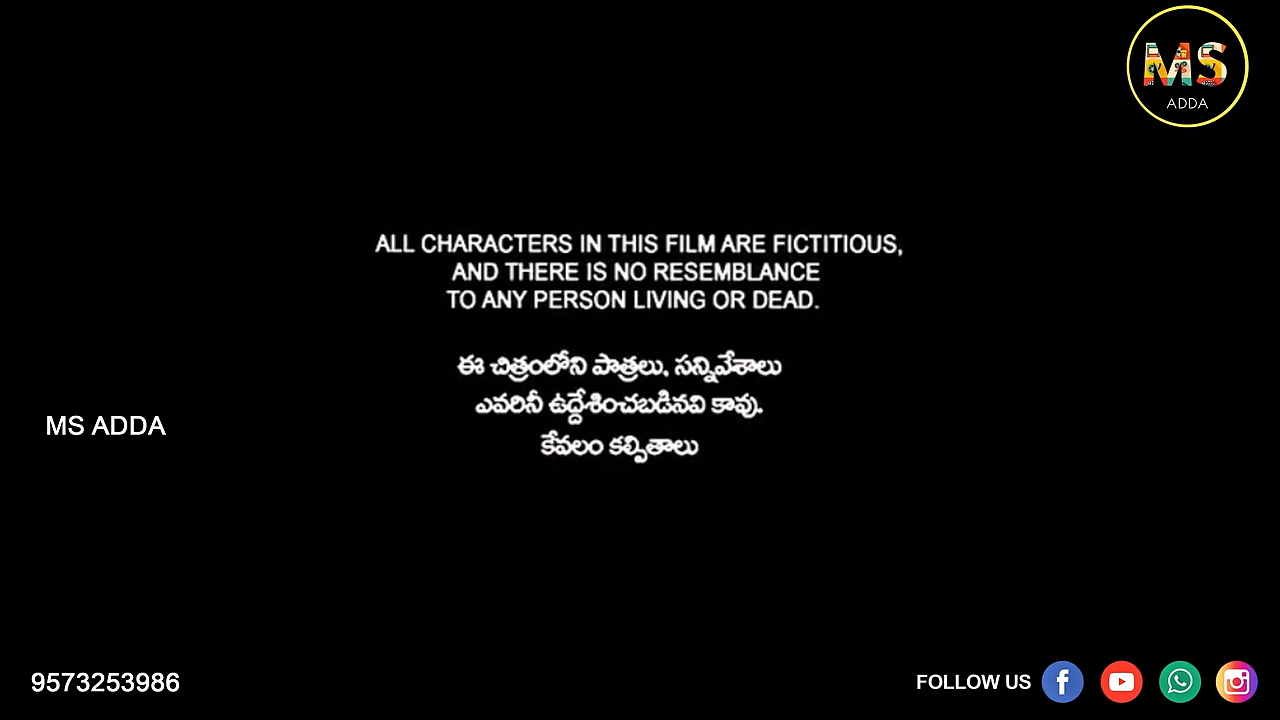 MS
ADDA
ALL CHARACTERS IN THIS FILM ARE FICTITIOUS,
AND THERE IS NO RESEMBLANCE
TO ANY PERSON LIVING OR DEAD.
ఈ చిత్రంలోని పాత్రలు, సన్నివేశాలు
ఎవరినీ ఉద్దేశించబడినవి కావు.
కేవలం కల్పితాలు
MS ADDA
9573253986
FOLLOW US